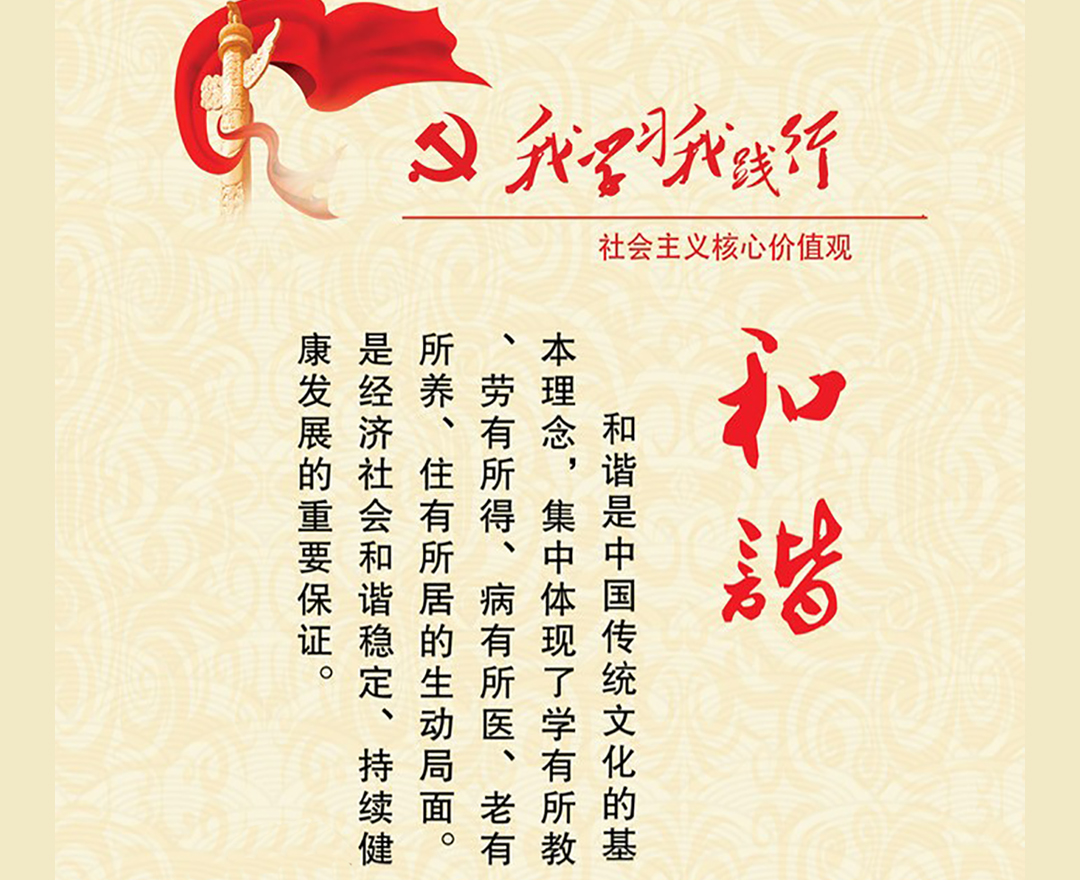 我学习我践行
社会主义核心价值观
和谐
和谐是中国传统文化的基
本理念，集中体现了学有所教
、劳有所得、病有所医、老有
所养、住有所居的生动局面。
是经济社会和谐稳定、持续健
康发展的重要保证。